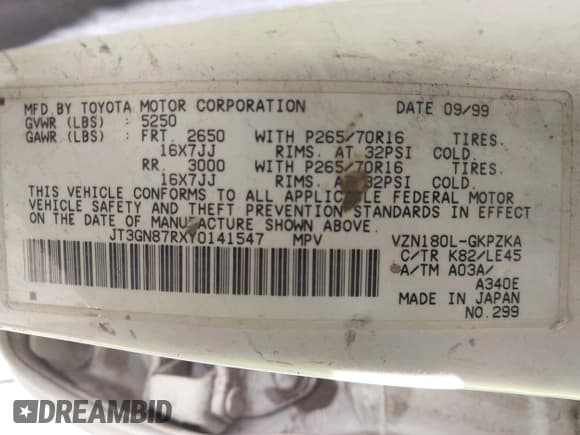 MFD.BY TOYOTA MOTOR CORPORATION DATE 09/99
GVWR (LBS) : 5250
GAWR (LBS) : FRT. 2650 WITH P265/70R16 TIRES.
16X7JJ RIMS. AT 32PSI COLD.
RR. 3000 WITH P265/70R16 TIRES.
16X7JJ RIMS. AT 32PSI COLD.
THIS VEHICLE CONFORMS TO ALL APPLICABLE FEDERAL MOTOR
VEHICLE SAFETY AND THEFT PREVENTION STANDARDS IN EFFECT
ON THE DATE OF MANUFACTURE SHOWN ABOVE.
JT3GN87RXY0141547 MPV VZN180L-GKPZKA
C/TR K82/LE45
A/TM A03A/
A340E
MADE IN JAPAN
NO.299
DREAMBID